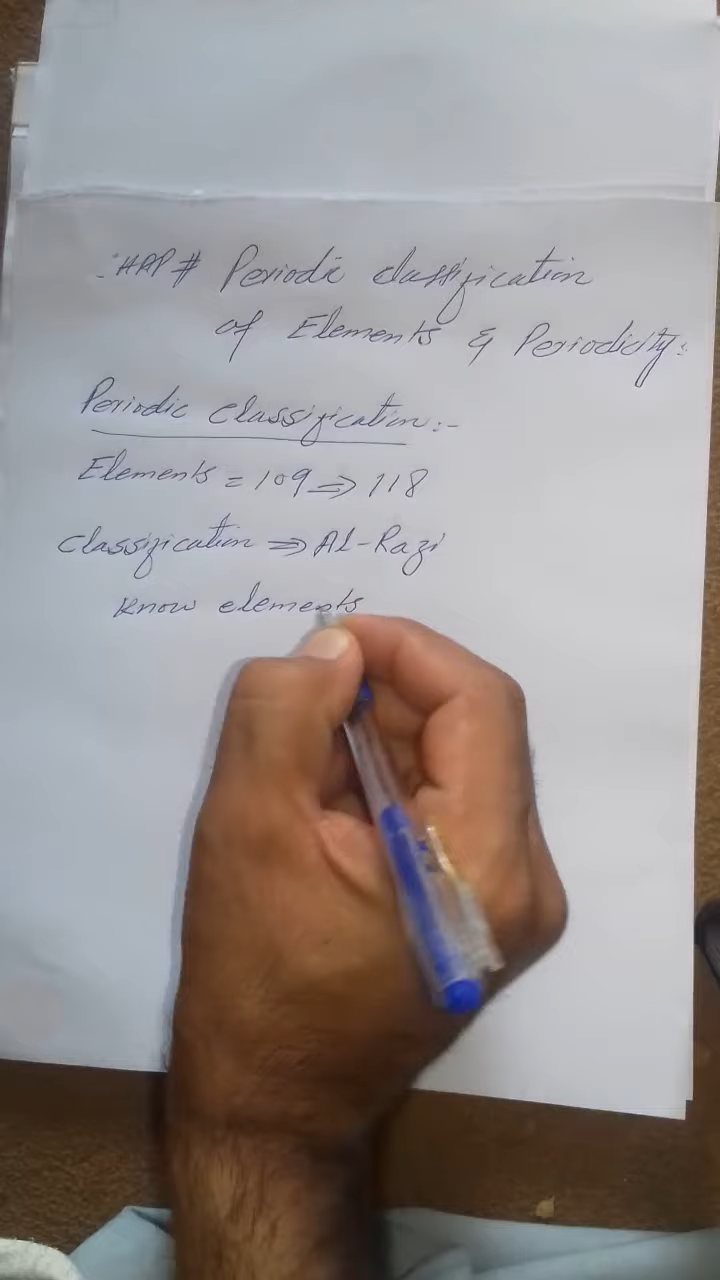 CHAP # Periodic classification
of Elements & Periodicity:
Periodic classification:-
Elements = 109 => 118
classification => Al-Razi
know elements